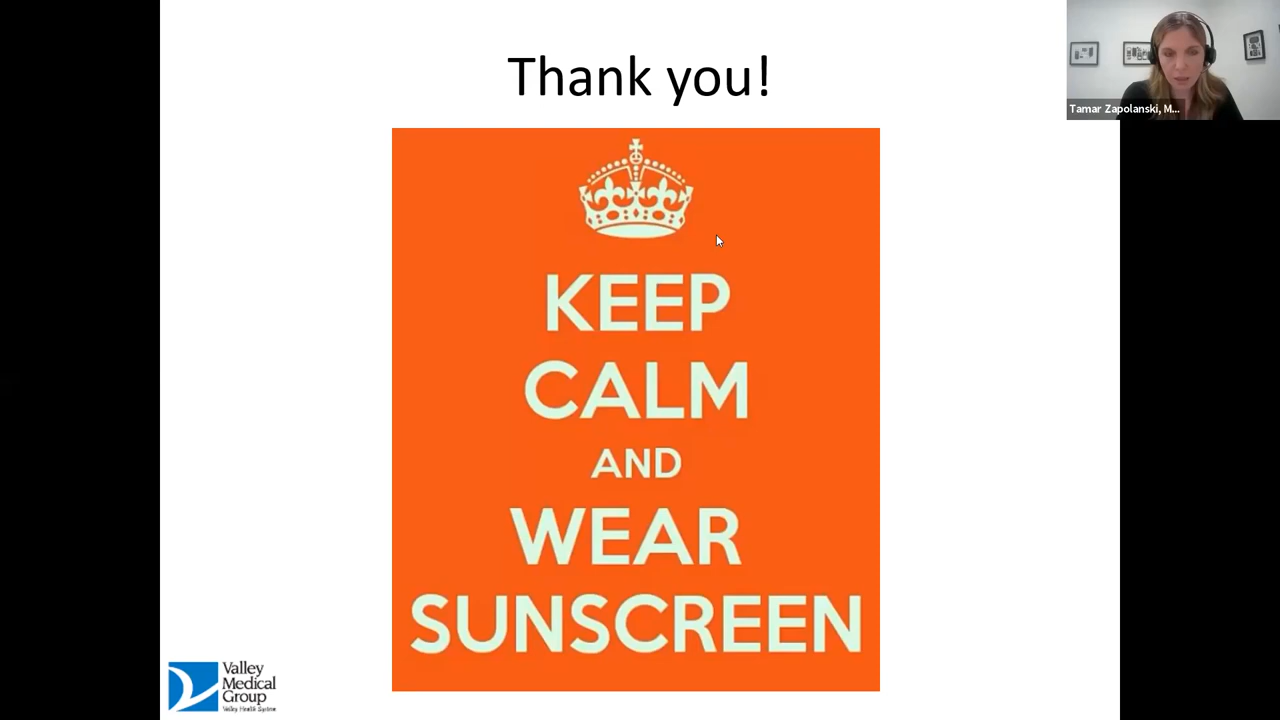 Thank you!
Tamar Zapolanski, M...
KEEP
CALM
AND
WEAR
SUNSCREEN
Valley
Medical
Group
Valley Health System